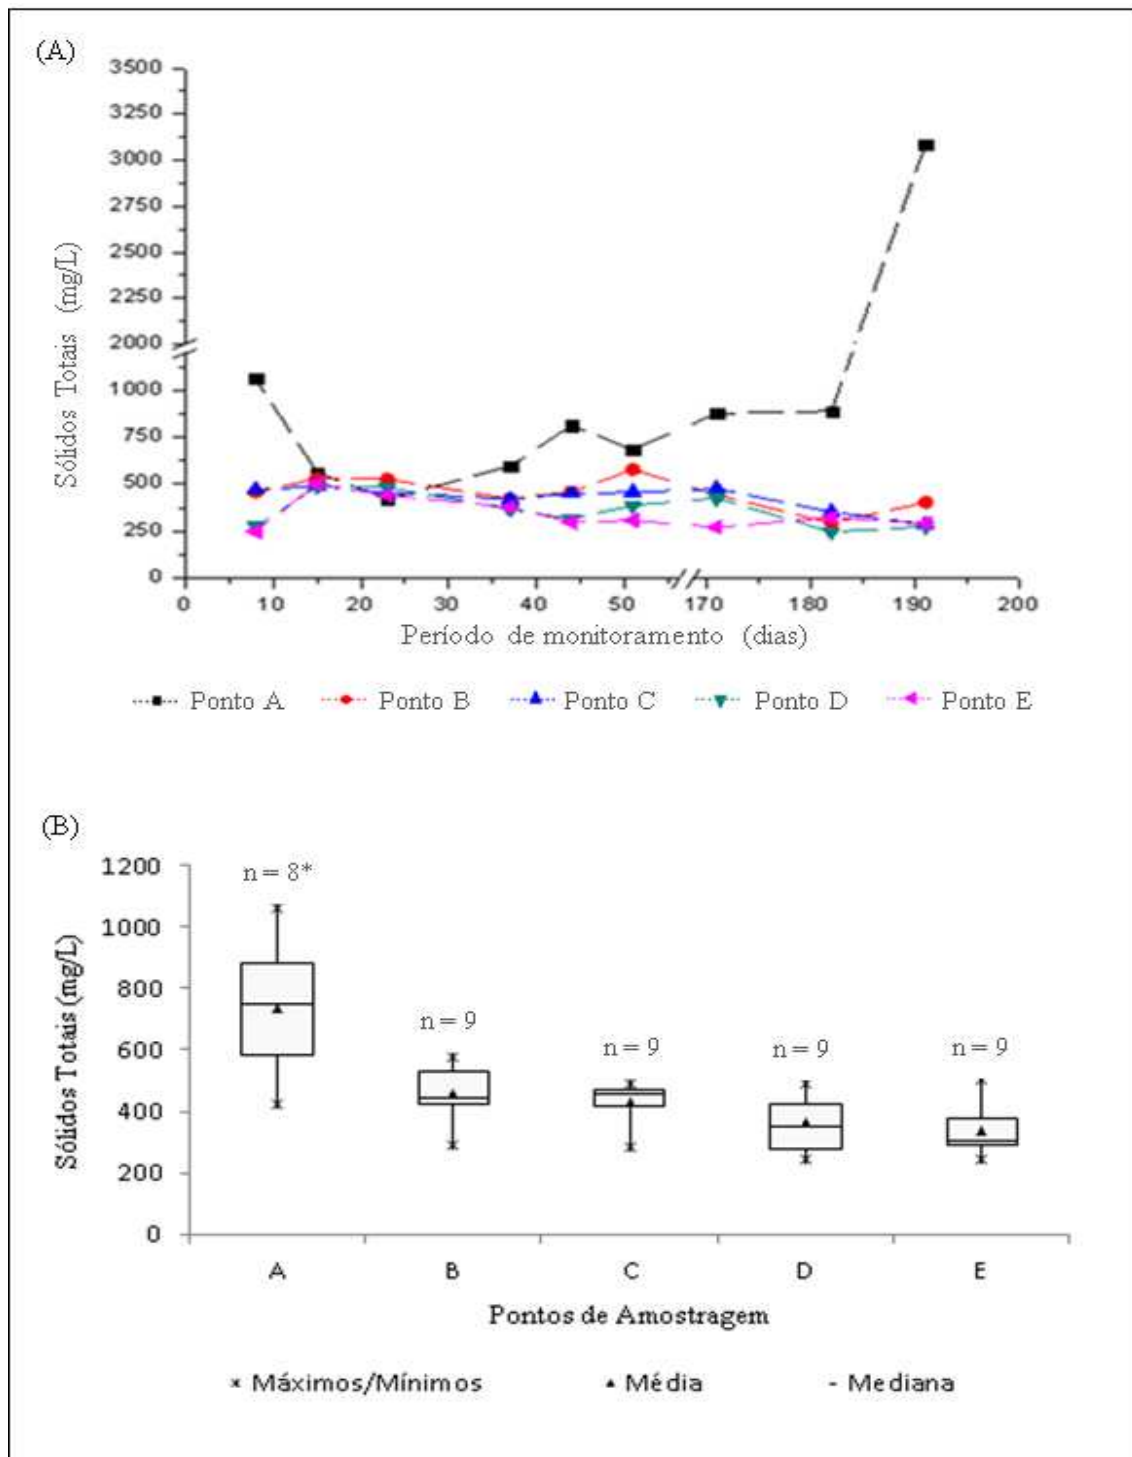 (A)
3500
3250
3000
2750
2500
2250
2000
1000
750
500
250
0
Sólidos Totais (mg/L)
0 10 20 30 40 50 170 180 190 200
Período de monitoramento (dias)
Ponto A Ponto B Ponto C Ponto D Ponto E
(B)
1200
1000
800
600
400
200
0
Sólidos Totais (mg/L)
n = 8*
n = 9
n = 9
n = 9
n = 9
A B C D E
Pontos de Amostragem
Máximos/Mínimos Média - Mediana